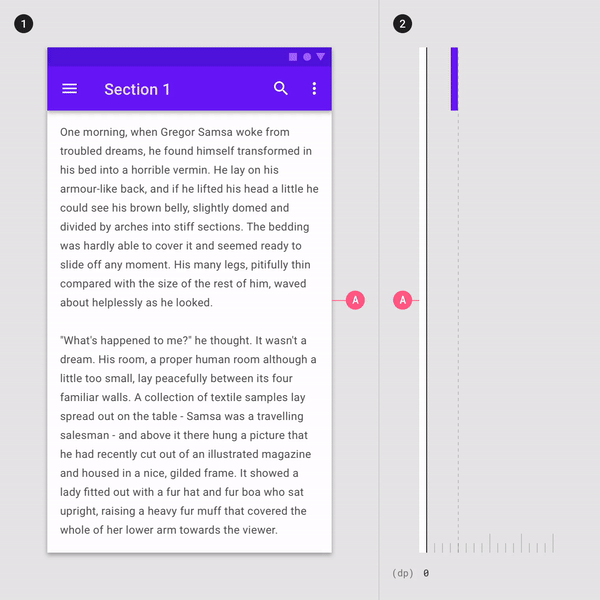 1
2
Section 1
One morning, when Gregor Samsa woke from
troubled dreams, he found himself transformed in
his bed into a horrible vermin. He lay on his
armour-like back, and if he lifted his head a little he
could see his brown belly, slightly domed and
divided by arches into stiff sections. The bedding
was hardly able to cover it and seemed ready to
slide off any moment. His many legs, pitifully thin
compared with the size of the rest of him, waved
about helplessly as he looked.
A
A
"What's happened to me?" he thought. It wasn't a
dream. His room, a proper human room although a
little too small, lay peacefully between its four
familiar walls. A collection of textile samples lay
spread out on the table - Samsa was a travelling
salesman - and above it there hung a picture that
he had recently cut out of an illustrated magazine
and housed in a nice, gilded frame. It showed a
lady fitted out with a fur hat and fur boa who sat
upright, raising a heavy fur muff that covered the
whole of her lower arm towards the viewer.
(dp) 0